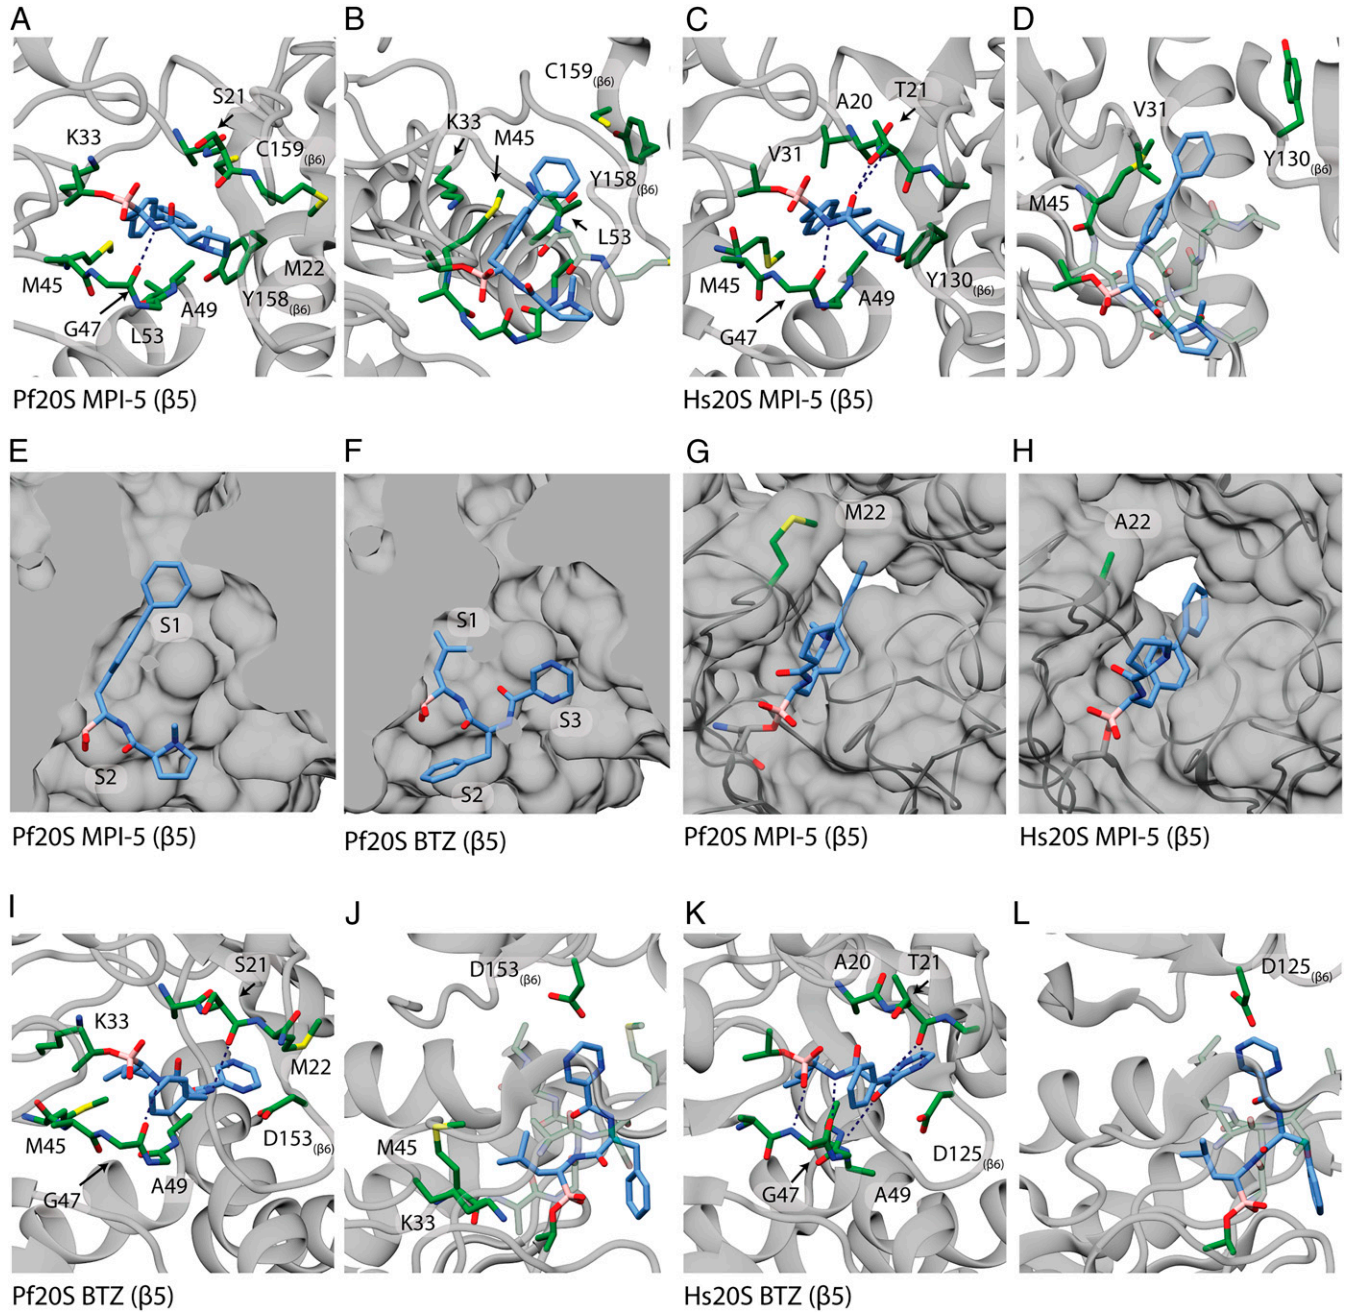 A
B
C
D
S21
K33
C159(β6)
M45
G47
L53
A49
M22
Y158(β6)
C159(β6)
K33
M45
Y158(β6)
L53
A20
T21
V31
M45
G47
A49
Y130(β6)
V31
M45
Y130(β6)
Pf20S MPI-5 (β5)
Hs20S MPI-5 (β5)
E
F
G
H
S1
S2
S1
S3
S2
M22
A22
Pf20S MPI-5 (β5)
Pf20S BTZ (β5)
Pf20S MPI-5 (β5)
Hs20S MPI-5 (β5)
I
J
K
L
S21
K33
M22
M45
D153(β6)
G47
A49
D153(β6)
M45
K33
A20
T21
D125(β6)
G47
A49
D125(β6)
Pf20S BTZ (β5)
Hs20S BTZ (β5)